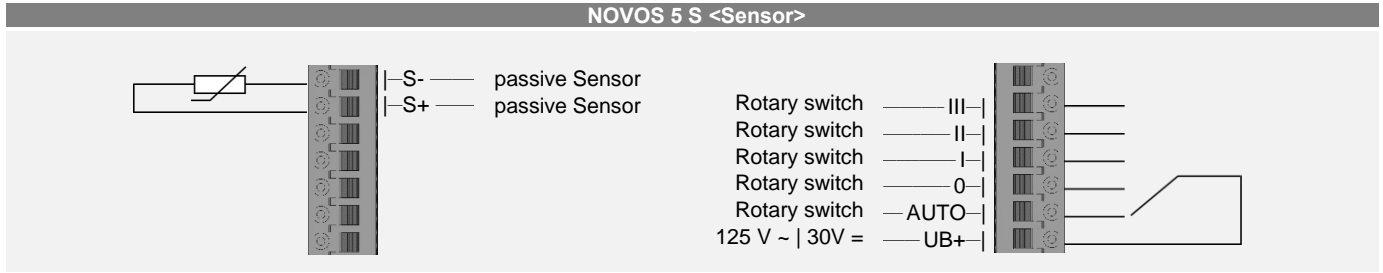 NOVOS 5 S <Sensor>
S- passive Sensor
S+ passive Sensor
Rotary switch III
Rotary switch II
Rotary switch I
Rotary switch 0
Rotary switch AUTO
125 V ~ | 30V = UB+